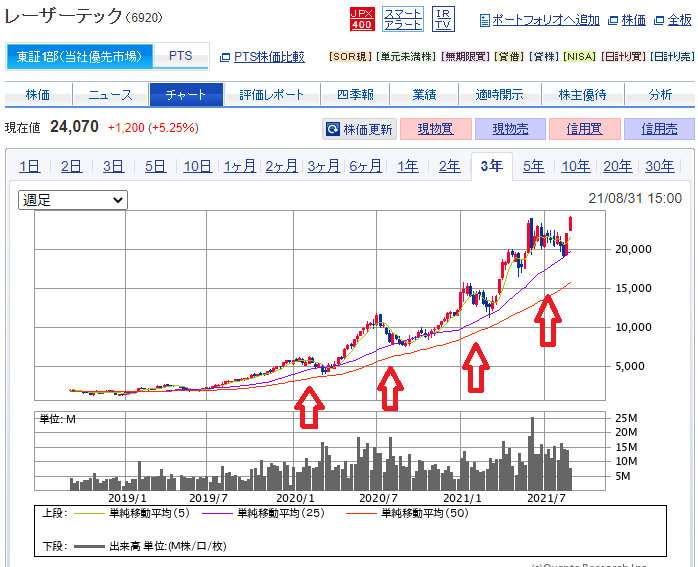 レーザーテック (6920)
JPX 400 スマート アラート IR TV ポートフォリオへ追加 株価 全板
東証1部(当社優先市場) PTS PTS株価比較 [SOR現] [単元未満株] [無期限買] [貸借] [貸株] [NISA] [日計り買] [日計り売]
株価 ニュース チャート 評価レポート 四季報 業績 適時開示 株主優待 分析
現在値 24,070 +1,200 (+5.25%) 株価更新 現物買 現物売 信用買 信用売
1日 2日 3日 5日 10日 1ヶ月 2ヶ月 3ヶ月 6ヶ月 1年 2年 3年 5年 10年 20年 30年
週足 21/08/31 15:00
20,000
15,000
10,000
5,000
単位: M
25M
20M
15M
10M
5M
2019/1 2019/7 2020/1 2020/7 2021/1 2021/7
上段: 単純移動平均(5) 単純移動平均(25) 単純移動平均(50)
下段: 出来高 単位:(M株/口/枚)